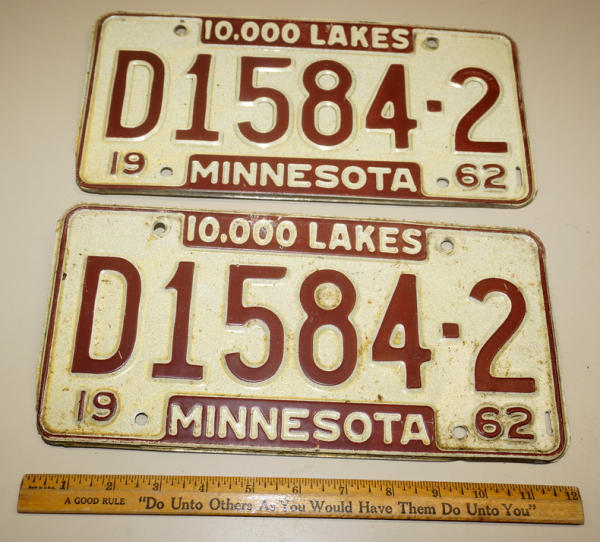 10.000 LAKES
D1584-2
19 MINNESOTA 62
10.000 LAKES
D1584-2
19 MINNESOTA 62
1 2 3 4 5 6 7 8 9 10 11 12
A GOOD RULE "Do Unto Others As You Would Have Them Do Unto You"